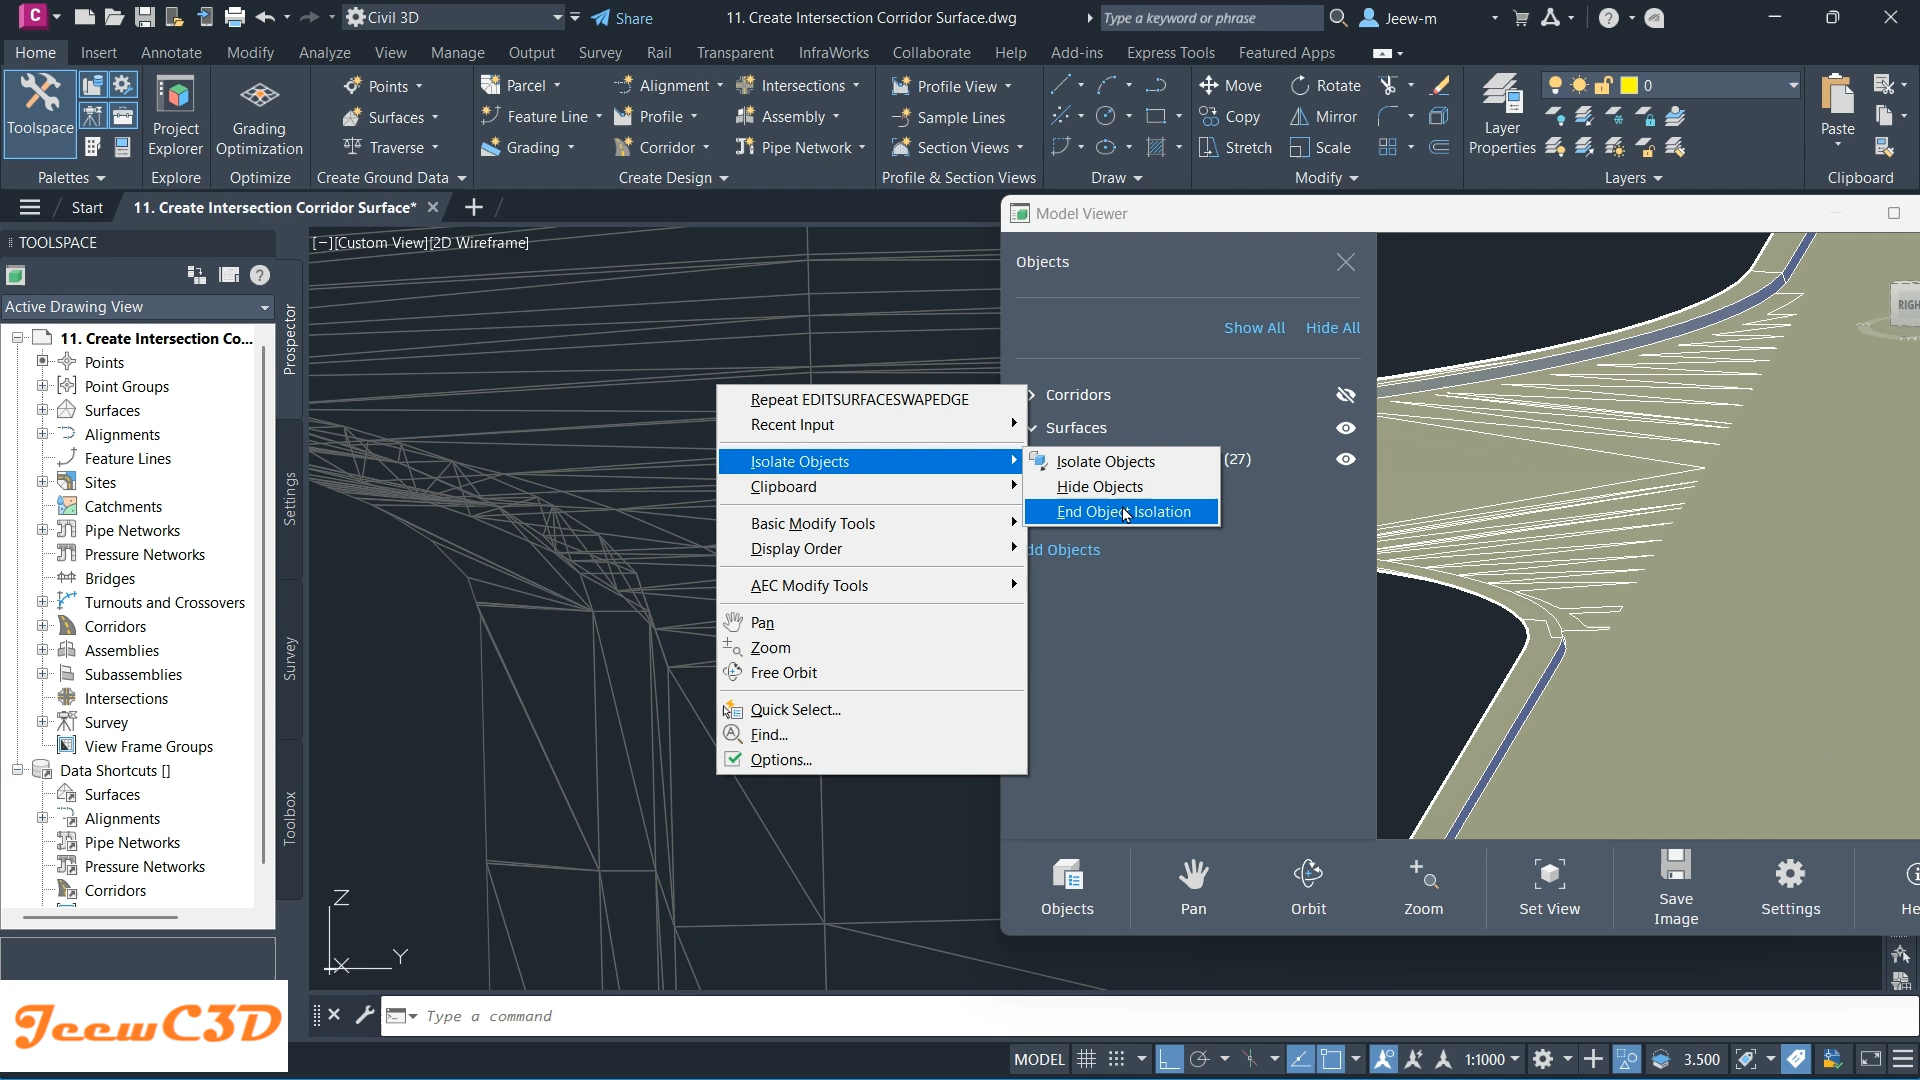 C
Civil 3D
Share
11. Create Intersection Corridor Surface.dwg
Type a keyword or phrase
Jeew-m
Home Insert Annotate Modify Analyze View Manage Output Survey Rail Transparent InfraWorks Collaborate Help Add-ins Express Tools Featured Apps
Toolspace
Project
Explorer
Grading
Optimization
Points
Surfaces
Traverse
Parcel
Feature Line
Grading
Alignment
Profile
Corridor
Intersections
Assembly
Pipe Network
Profile View
Sample Lines
Section Views
Move
Copy
Stretch
Rotate
Mirror
Scale
Layer
Properties
0
Paste
Palettes
Explore
Optimize
Create Ground Data
Create Design
Profile & Section Views
Draw
Modify
Layers
Clipboard
Start
11. Create Intersection Corridor Surface*
TOOLSPACE
Active Drawing View
11. Create Intersection Co...
Points
Point Groups
Surfaces
Alignments
Feature Lines
Sites
Catchments
Pipe Networks
Pressure Networks
Bridges
Turnouts and Crossovers
Corridors
Assemblies
Subassemblies
Intersections
Survey
View Frame Groups
Data Shortcuts []
Surfaces
Alignments
Pipe Networks
Pressure Networks
Corridors
Prospector
Settings
Survey
Toolbox
[−][Custom View][2D Wireframe]
Z
Y
X
Repeat EDITSURFACESWAPEDGE
Recent Input
Isolate Objects
Clipboard
Basic Modify Tools
Display Order
AEC Modify Tools
Pan
Zoom
Free Orbit
Quick Select...
Find...
Options...
Isolate Objects
Hide Objects
End Object Isolation
Model Viewer
Objects
Show All Hide All
Corridors
Surfaces
(27)
dd Objects
RIGH
Objects
Pan
Orbit
Zoom
Set View
Save
Image
Settings
He
JeewC3D
Type a command
MODEL
1:1000
3.500